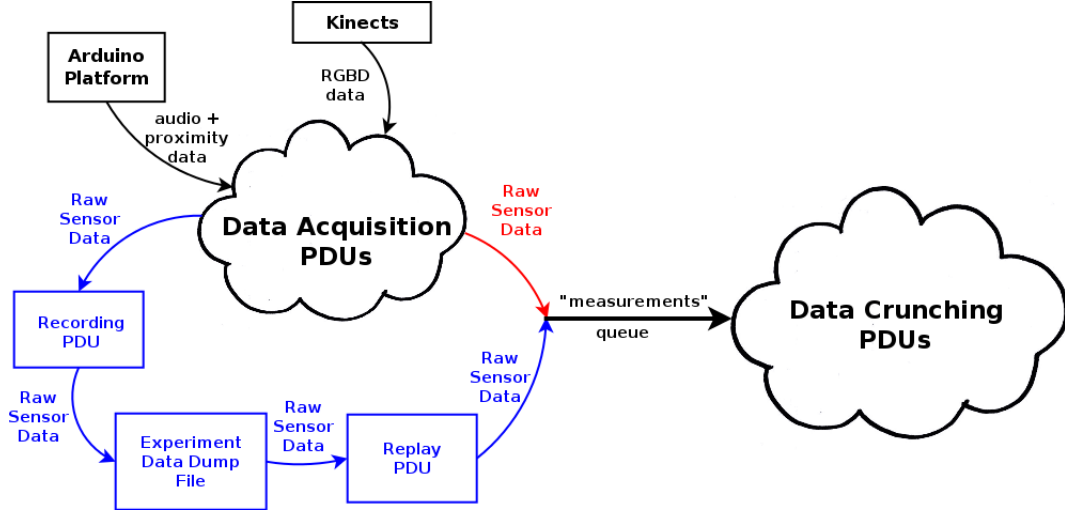 Kinects
Arduino
Platform
RGBD
data
audio +
proximity
data
Raw
Sensor
Data
Data Acquisition
PDUs
Raw
Sensor
Data
"measurements"
queue
Data Crunching
PDUs
Recording
PDU
Raw
Sensor
Data
Experiment
Data Dump
File
Raw
Sensor
Data
Replay
PDU
Raw
Sensor
Data